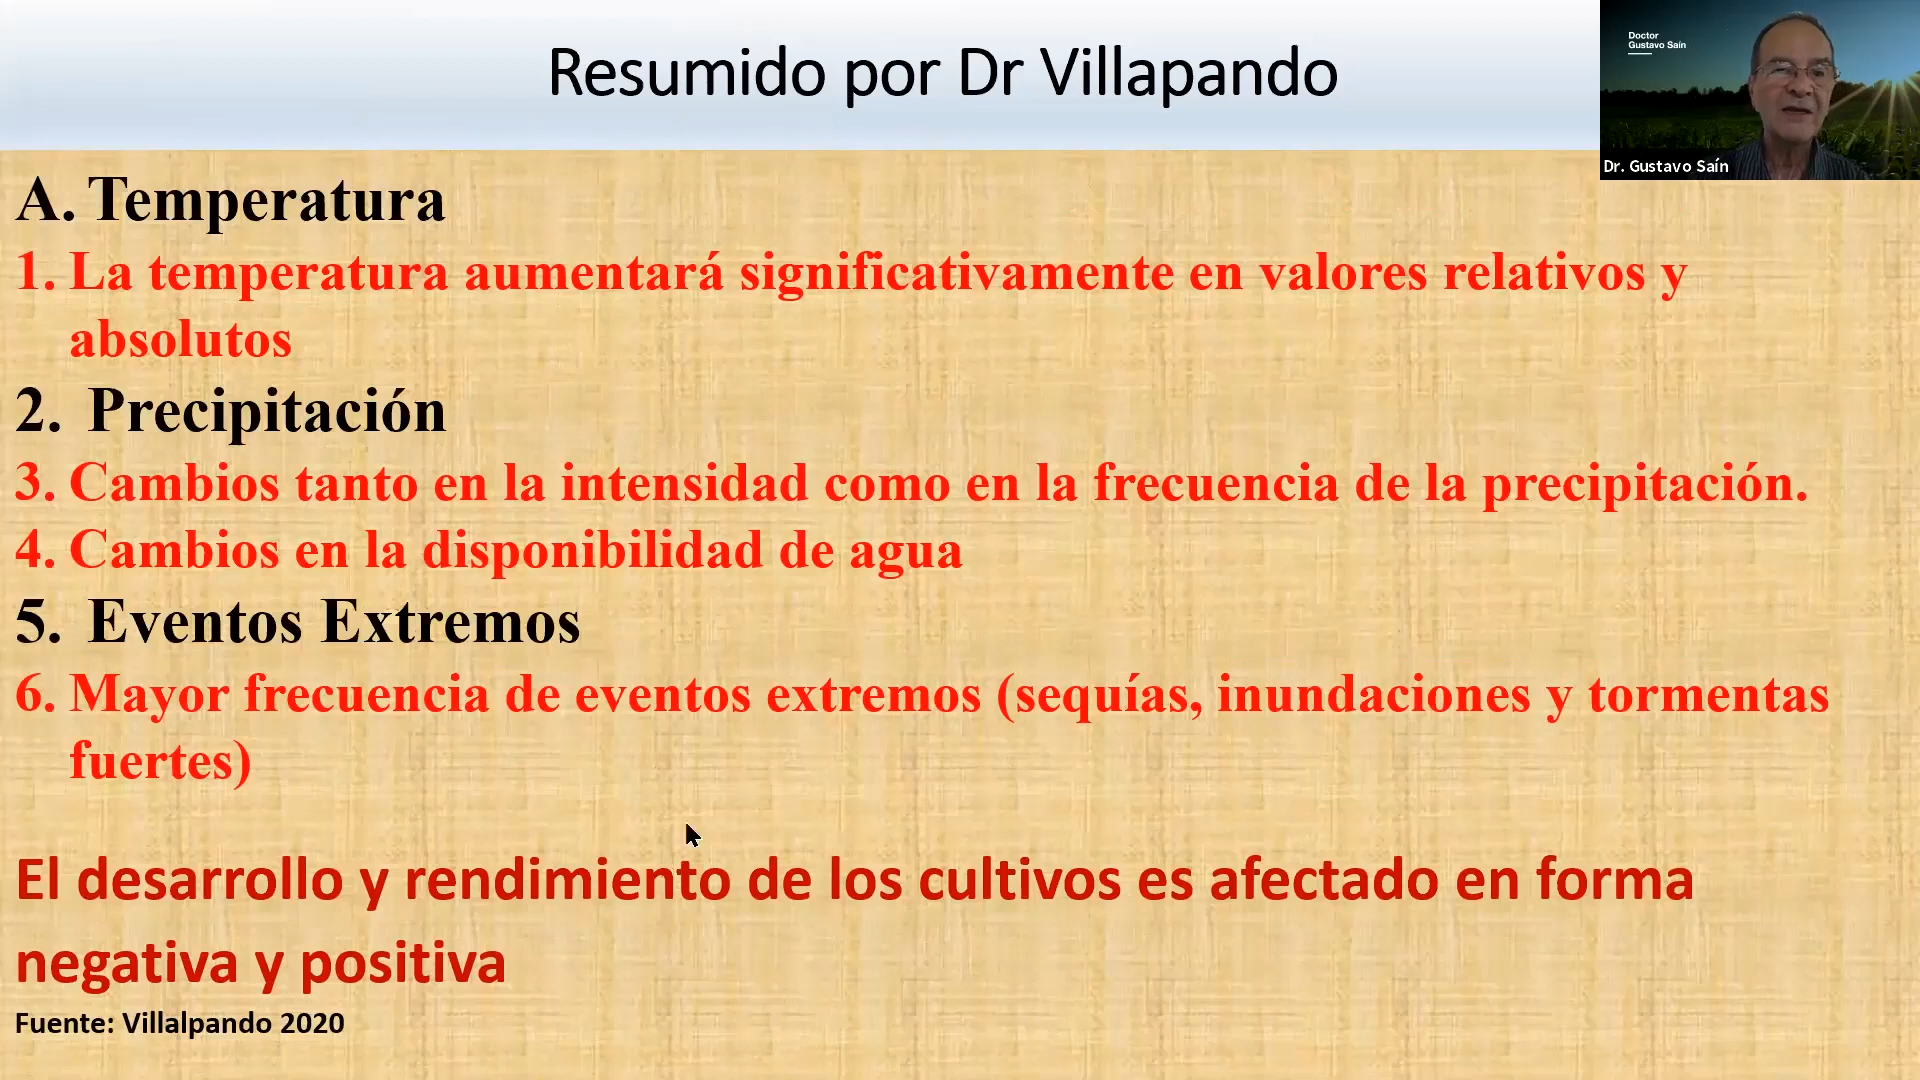 Resumido por Dr Villapando
Doctor
Gustavo Saín
Dr. Gustavo Saín
A. Temperatura
1. La temperatura aumentará significativamente en valores relativos y
absolutos
2. Precipitación
3. Cambios tanto en la intensidad como en la frecuencia de la precipitación.
4. Cambios en la disponibilidad de agua
5. Eventos Extremos
6. Mayor frecuencia de eventos extremos (sequías, inundaciones y tormentas
fuertes)
El desarrollo y rendimiento de los cultivos es afectado en forma
negativa y positiva
Fuente: Villalpando 2020